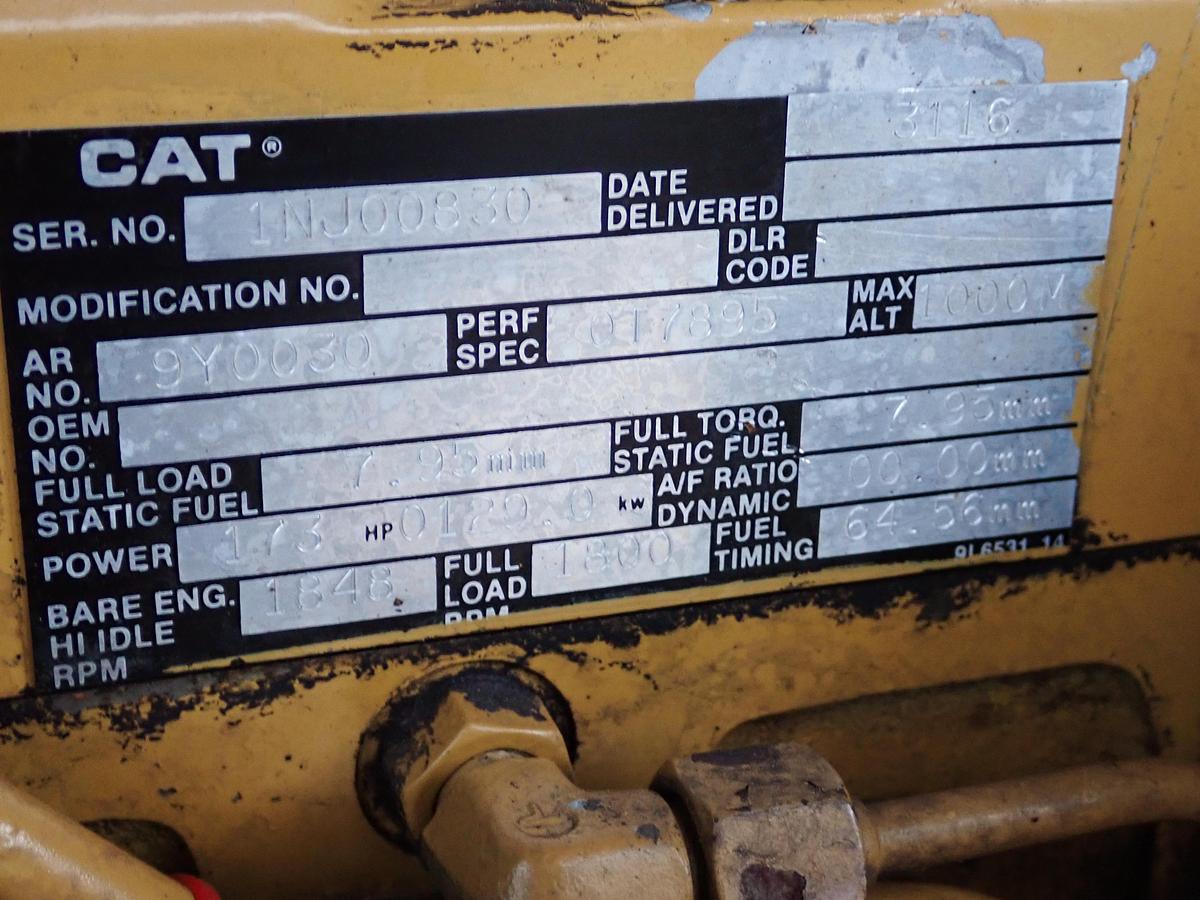 CAT®
3116
SER. NO. 1NJ00830 DATE DELIVERED
MODIFICATION NO. DLR CODE
AR NO. 9Y0030 PERF SPEC 0T7895 MAX ALT 1000M
OEM NO.
FULL LOAD STATIC FUEL 7.95mm FULL TORQ. STATIC FUEL 7.95mm
POWER 173 HP 0129.0 kw A/F RATIO DYNAMIC 00.00mm
BARE ENG. HI IDLE RPM 1848 FULL LOAD RPM 1800 FUEL TIMING 64.56mm
9L6531 14